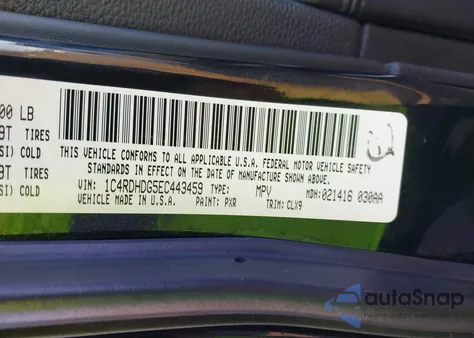 00 LB
BT TIRES
SI) COLD
BT TIRES
SI) COLD
THIS VEHICLE CONFORMS TO ALL APPLICABLE U.S.A. FEDERAL MOTOR VEHICLE SAFETY
STANDARDS IN EFFECT ON THE DATE OF MANUFACTURE SHOWN ABOVE.
VIN: 1C4RDHDG5EC443459 TYPE: MPV MDH: 021416 030AA
VEHICLE MADE IN U.S.A. PAINT: PXR TRIM: CLX9
autoSnap